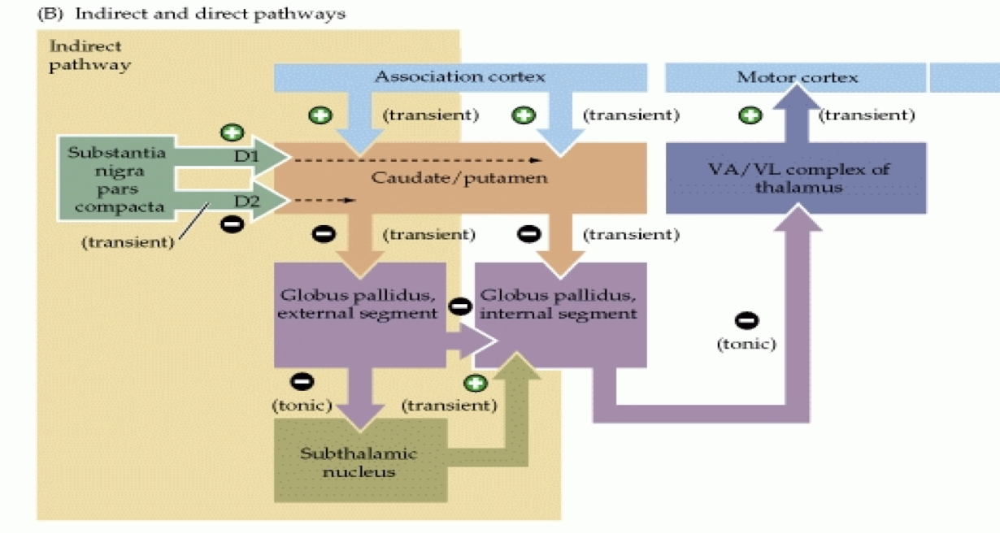 (B) Indirect and direct pathways
Indirect
pathway
Association cortex
Motor cortex
(transient)
(transient)
(transient)
Substantia
nigra
pars
compacta
D1
D2
(transient)
Caudate/putamen
VA/VL complex of
thalamus
(transient)
(transient)
Globus pallidus,
external segment
Globus pallidus,
internal segment
(tonic)
(tonic)
(transient)
Subthalamic
nucleus